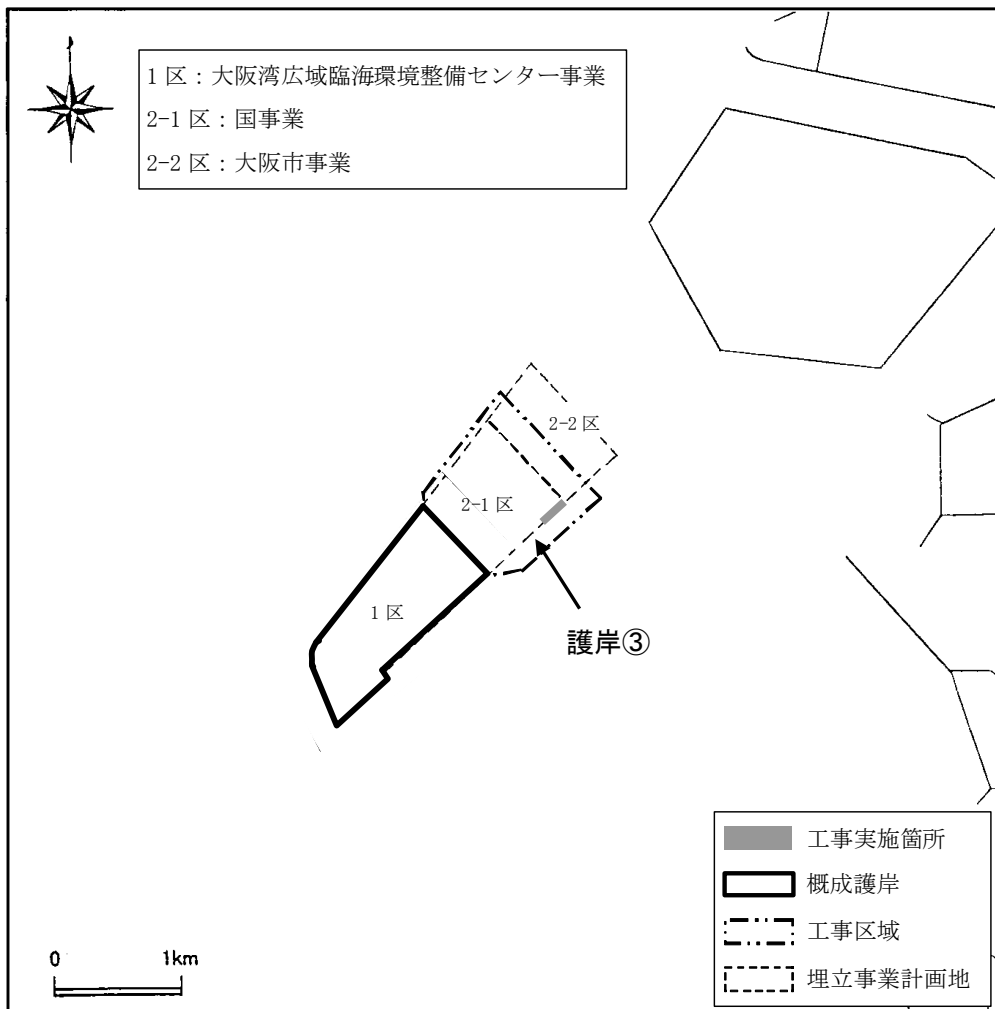 1 区：大阪湾広域臨海環境整備センター事業
2-1 区：国事業
2-2 区：大阪市事業
2-2 区
2-1 区
1 区
護岸③
工事実施箇所
概成護岸
工事区域
埋立事業計画地
0 1km